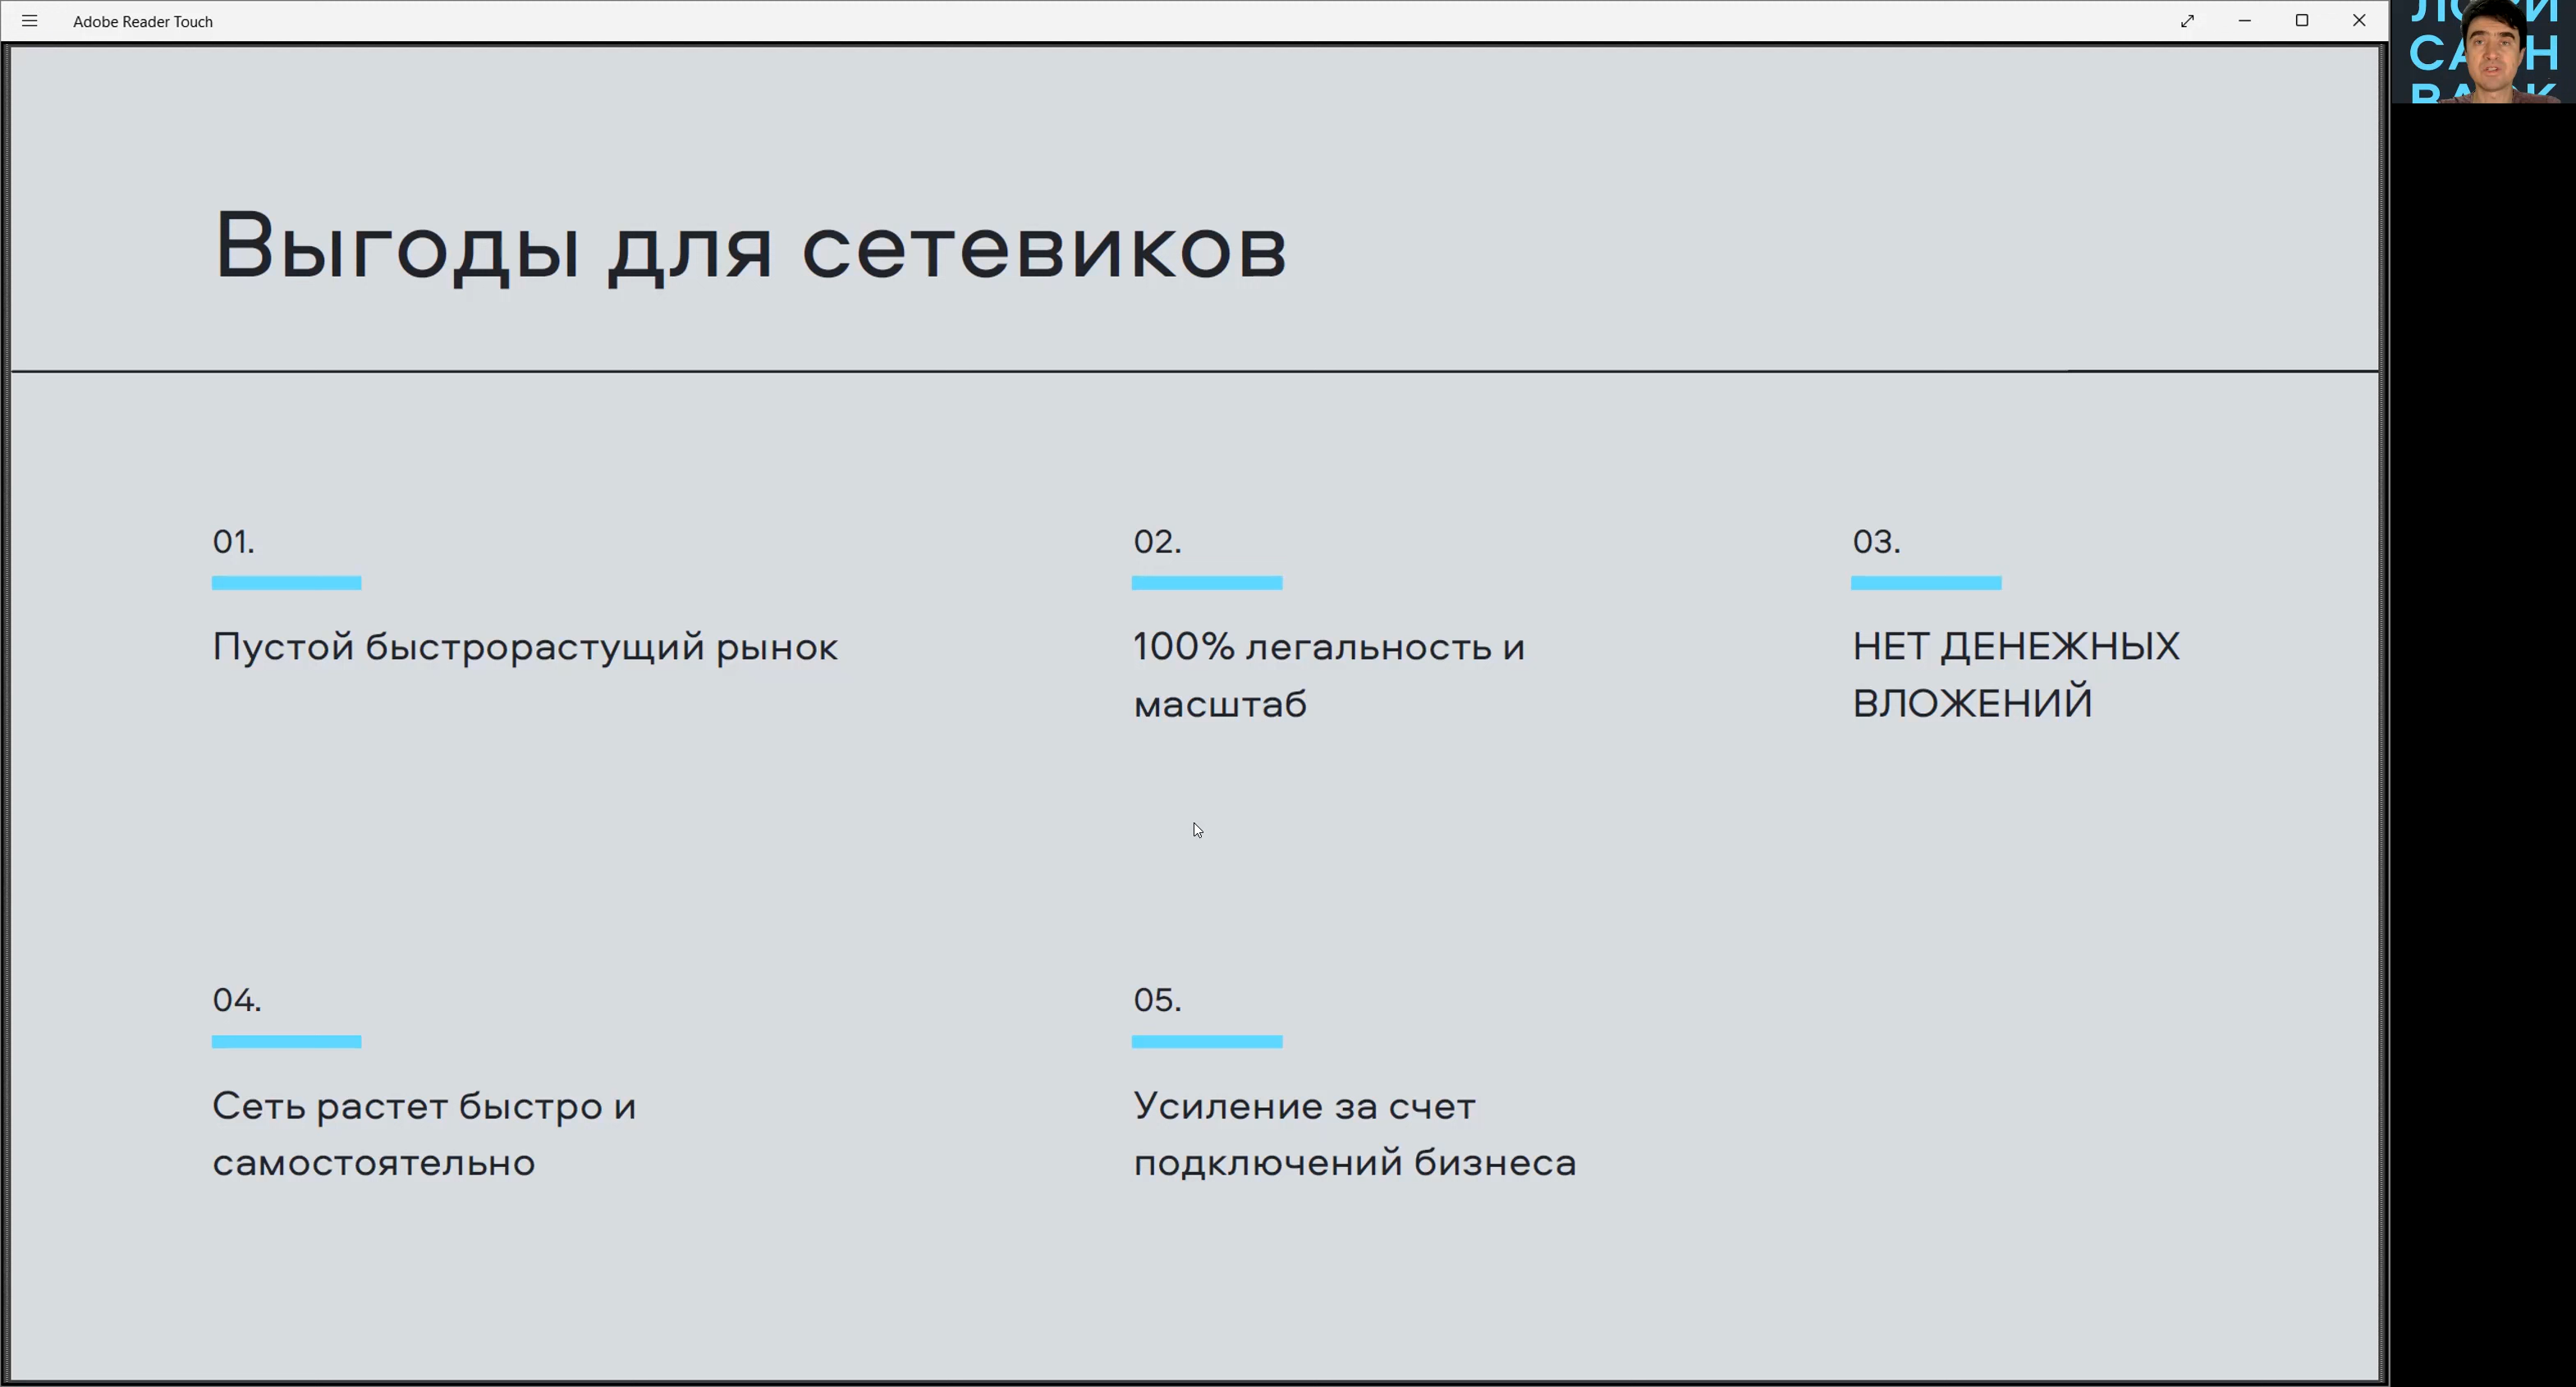 Adobe Reader Touch
Выгоды для сетевиков
01.
Пустой быстрорастущий рынок
02.
100% легальность и
масштаб
03.
НЕТ ДЕНЕЖНЫХ
ВЛОЖЕНИЙ
04.
Сеть растет быстро и
самостоятельно
05.
Усиление за счет
подключений бизнеса